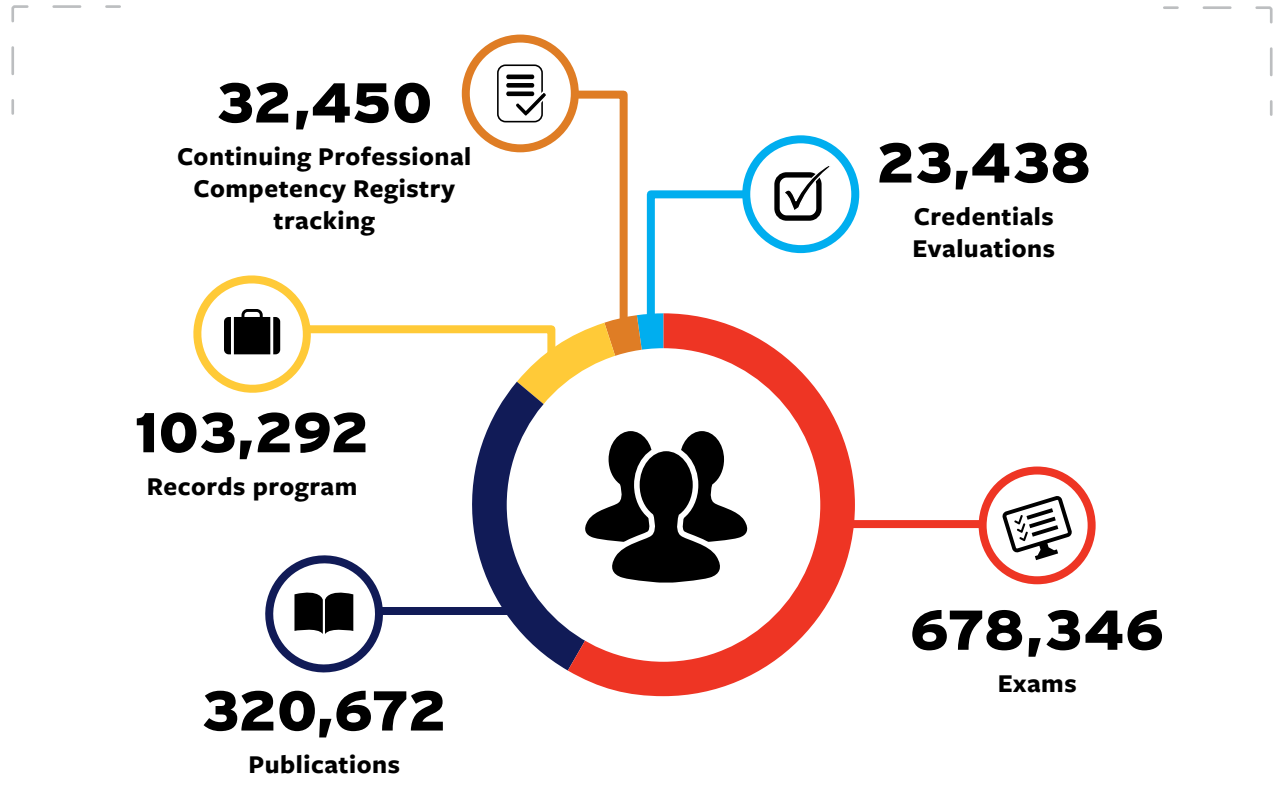 32,450
Continuing Professional
Competency Registry
tracking
23,438
Credentials
Evaluations
103,292
Records program
678,346
Exams
320,672
Publications